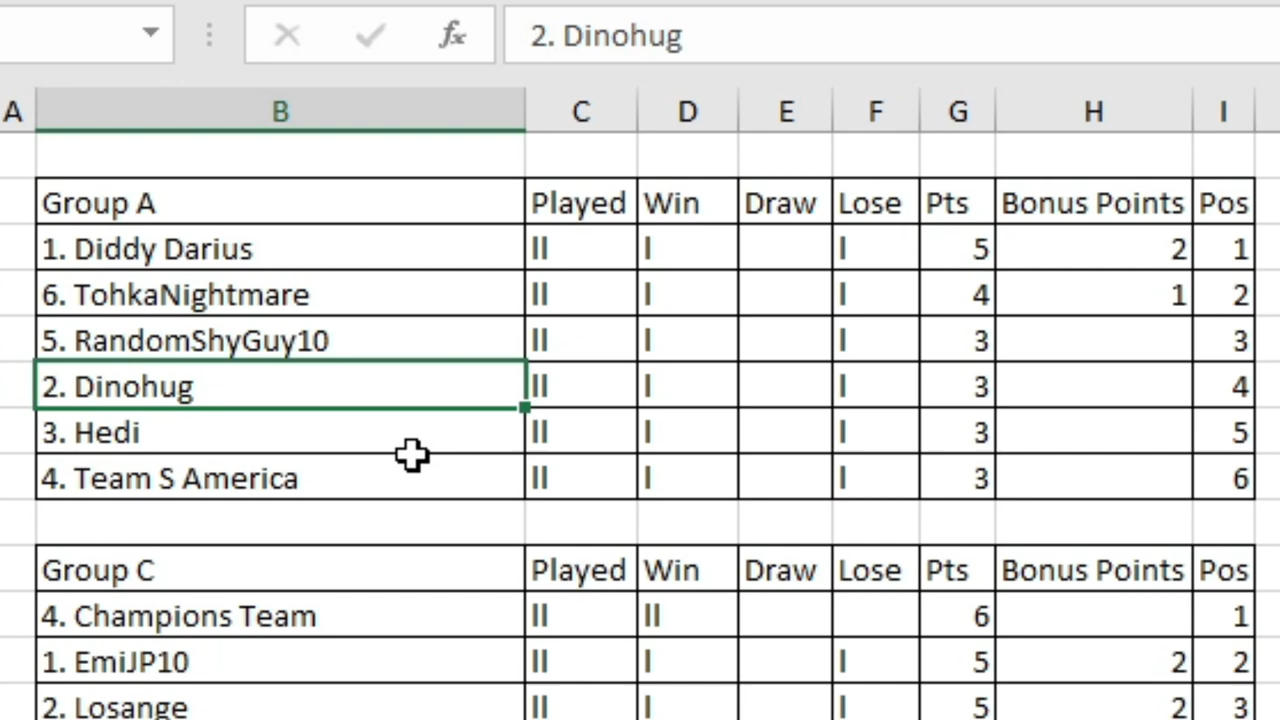 fx 2. Dinohug
A B C D E F G H I
Group A Played Win Draw Lose Pts Bonus Points Pos
1. Diddy Darius II I I 5 2 1
6. TohkaNightmare II I I 4 1 2
5. RandomShyGuy10 II I I 3 3
2. Dinohug II I I 3 4
3. Hedi II I I 3 5
4. Team S America II I I 3 6
Group C Played Win Draw Lose Pts Bonus Points Pos
4. Champions Team II II 6 1
1. EmiJP10 II I I 5 2 2
2. Losange II I I 5 2 3